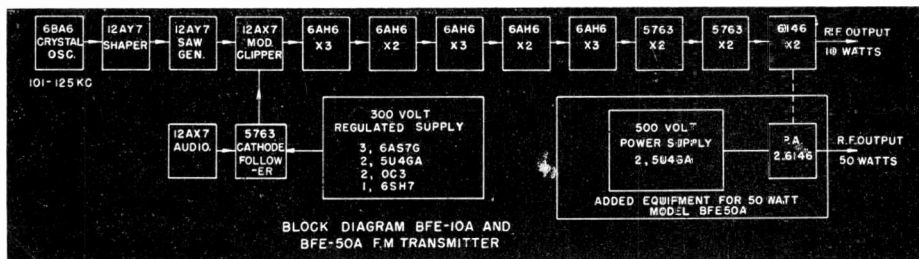 6BA6
CRYSTAL
OSC.
101-125 KC
12AY7
SHAPER
12AY7
SAW
GEN.
12AX7
MOD.
CLIPPER
6AH6
X3
6AH6
X2
6AH6
X3
6AH6
X2
6AH6
X3
5763
X2
5763
X2
6146
X2
R.F. OUTPUT
10 WATTS
12AX7
AUDIO.
5763
CATHODE
FOLLOW
-ER
300 VOLT
REGULATED SUPPLY
3, 6AS7G
2, 5U4GA
2, OC3
1, 6SH7
500 VOLT
POWER SUPPLY
2, 5U4GA
P.A.
2.6146
R.F. OUTPUT
50 WATTS
ADDED EQUIPMENT FOR 50 WATT
MODEL BFE50A
BLOCK DIAGRAM BFE-10A AND
BFE-50A F.M TRANSMITTER